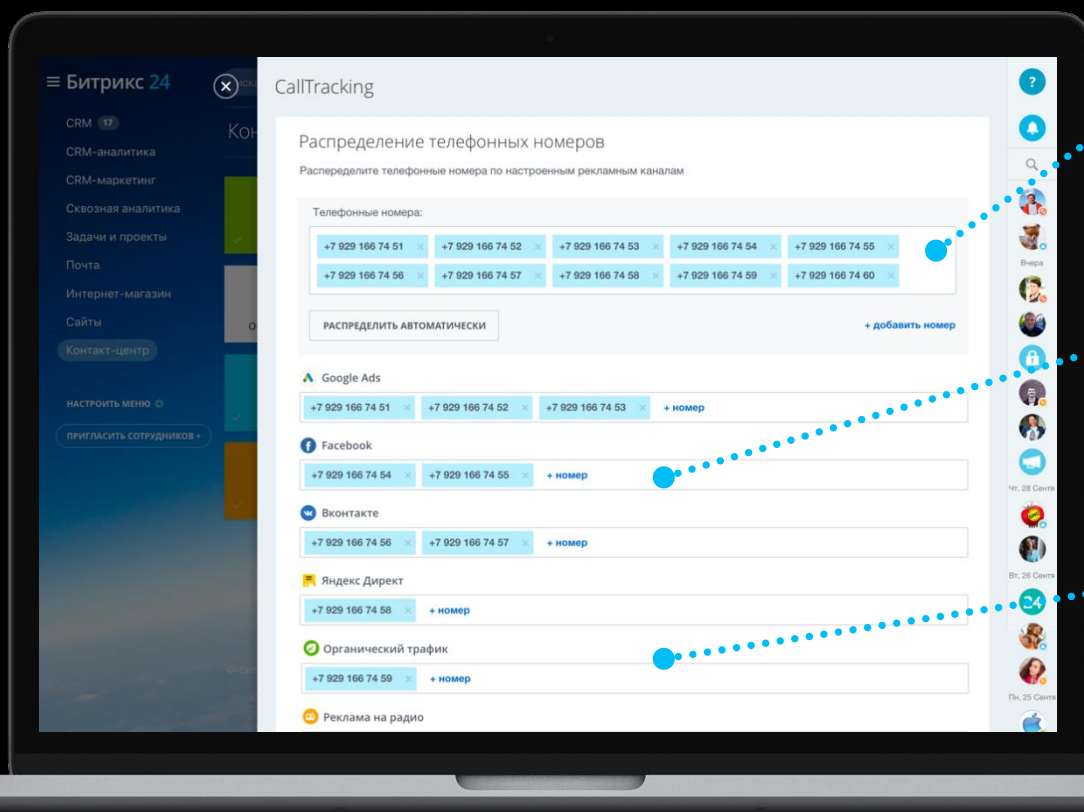 Битрикс 24
CRM 17
CRM-аналитика
CRM-маркетинг
Сквозная аналитика
Задачи и проекты
Почта
Интернет-магазин
Сайты
Контакт-центр
НАСТРОИТЬ МЕНЮ
ПРИГЛАСИТЬ СОТРУДНИКОВ +
CallTracking
Распределение телефонных номеров
Распеределите телефонные номера по настроенным рекламным каналам
Телефонные номера:
+7 929 166 74 51 × +7 929 166 74 52 × +7 929 166 74 53 × +7 929 166 74 54 × +7 929 166 74 55 ×
+7 929 166 74 56 × +7 929 166 74 57 × +7 929 166 74 58 × +7 929 166 74 59 × +7 929 166 74 60 ×
РАСПРЕДЕЛИТЬ АВТОМАТИЧЕСКИ + добавить номер
Google Ads
+7 929 166 74 51 × +7 929 166 74 52 × +7 929 166 74 53 × + номер
Facebook
+7 929 166 74 54 × +7 929 166 74 55 × + номер
Вконтакте
+7 929 166 74 56 × +7 929 166 74 57 × + номер
Яндекс Директ
+7 929 166 74 58 × + номер
Органический трафик
+7 929 166 74 59 × + номер
Реклама на радио
?
Вчера
Чт, 28 Сентя
Вт, 26 Сентя
24
Пн, 25 Сентя